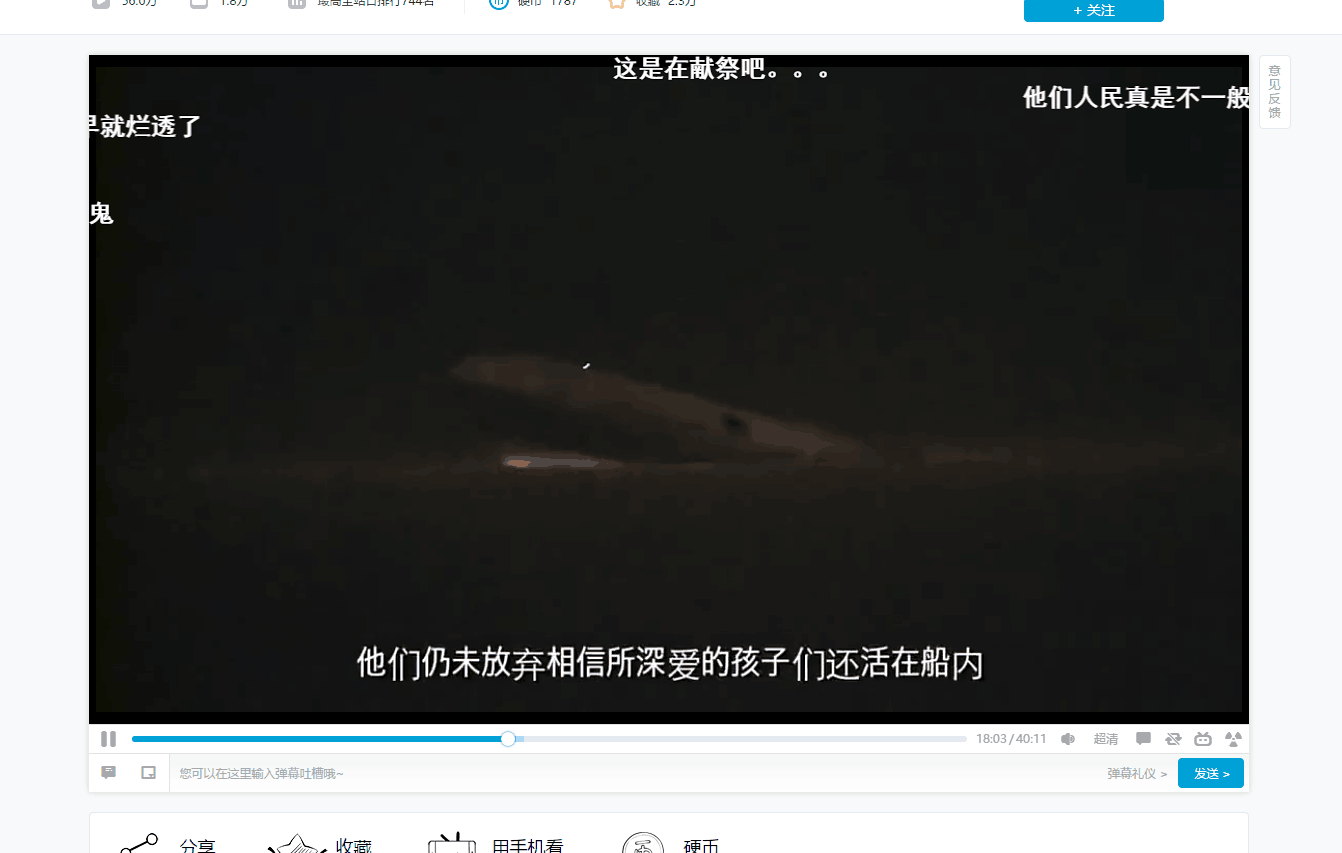 56.0万 1.8万 最高全站日排行744名 硬币 1787 收藏 2.3万
+ 关注
这是在献祭吧。。。
他们人民真是不一般
早就烂透了
鬼
意见反馈
他们仍未放弃相信所深爱的孩子们还活在船内
18:03 / 40:11 超清
您可以在这里输入弹幕吐槽哦~ 弹幕礼仪 > 发送 >
分享 收藏 用手机看 硬币